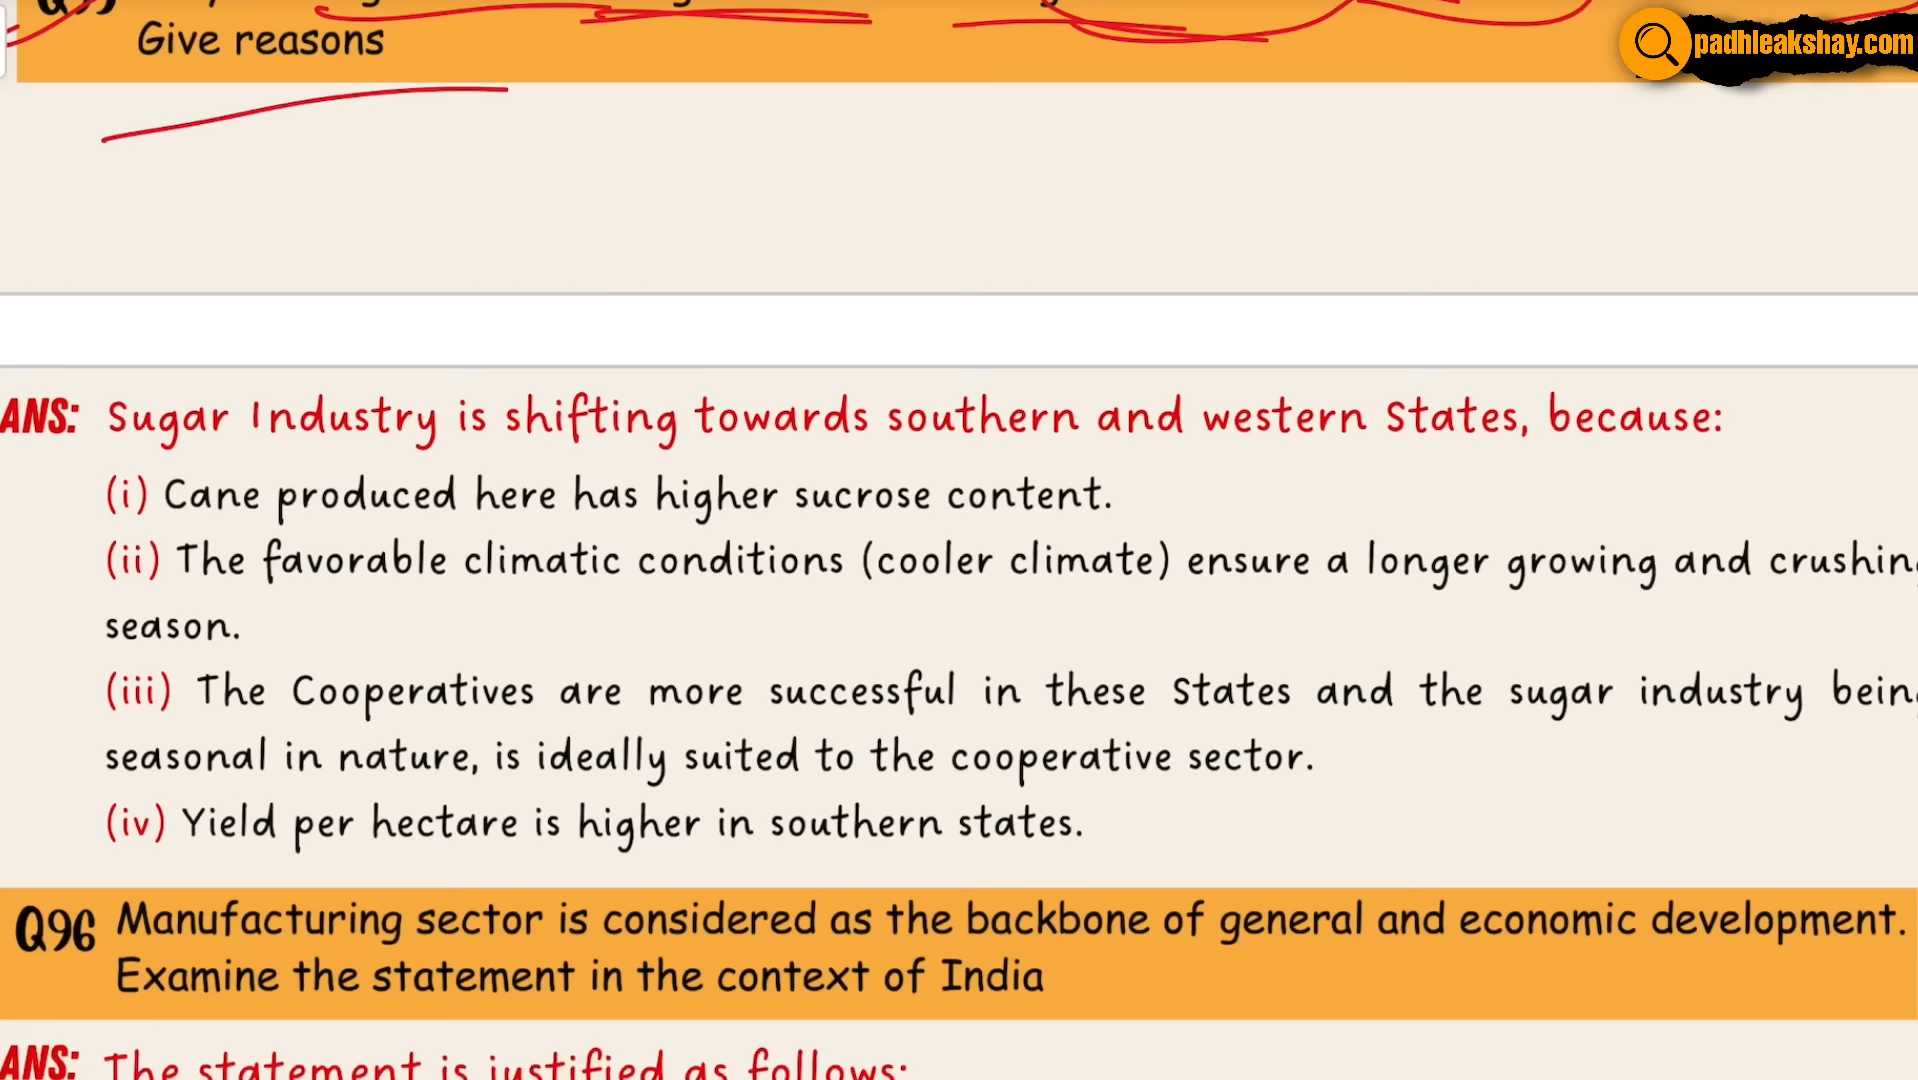 Give reasons
padhleakshay.com
ANS: Sugar Industry is shifting towards southern and western States, because:
(i) Cane produced here has higher sucrose content.
(ii) The favorable climatic conditions (cooler climate) ensure a longer growing and crushin
season.
(iii) The Cooperatives are more successful in these States and the sugar industry bein
seasonal in nature, is ideally suited to the cooperative sector.
(iv) Yield per hectare is higher in southern states.
Q96 Manufacturing sector is considered as the backbone of general and economic development.
Examine the statement in the context of India
ANS: The statement is justified as follows: